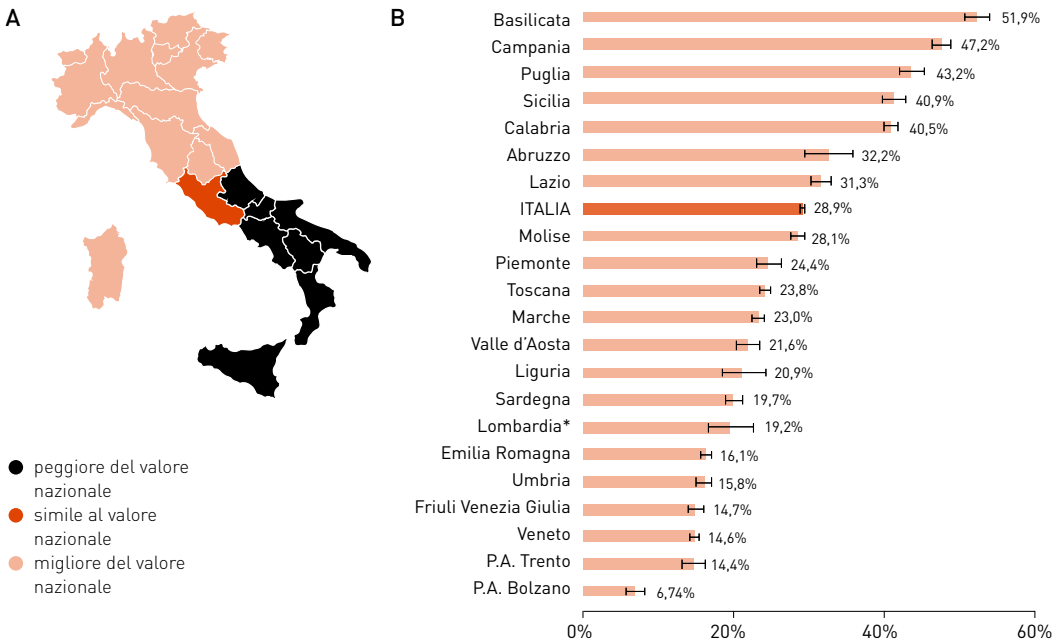 A
peggiore del valore
nazionale
simile al valore
nazionale
migliore del valore
nazionale
B
Basilicata 51,9%
Campania 47,2%
Puglia 43,2%
Sicilia 40,9%
Calabria 40,5%
Abruzzo 32,2%
Lazio 31,3%
ITALIA 28,9%
Molise 28,1%
Piemonte 24,4%
Toscana 23,8%
Marche 23,0%
Valle d'Aosta 21,6%
Liguria 20,9%
Sardegna 19,7%
Lombardia* 19,2%
Emilia Romagna 16,1%
Umbria 15,8%
Friuli Venezia Giulia 14,7%
Veneto 14,6%
P.A. Trento 14,4%
P.A. Bolzano 6,74%
0% 20% 40% 60%